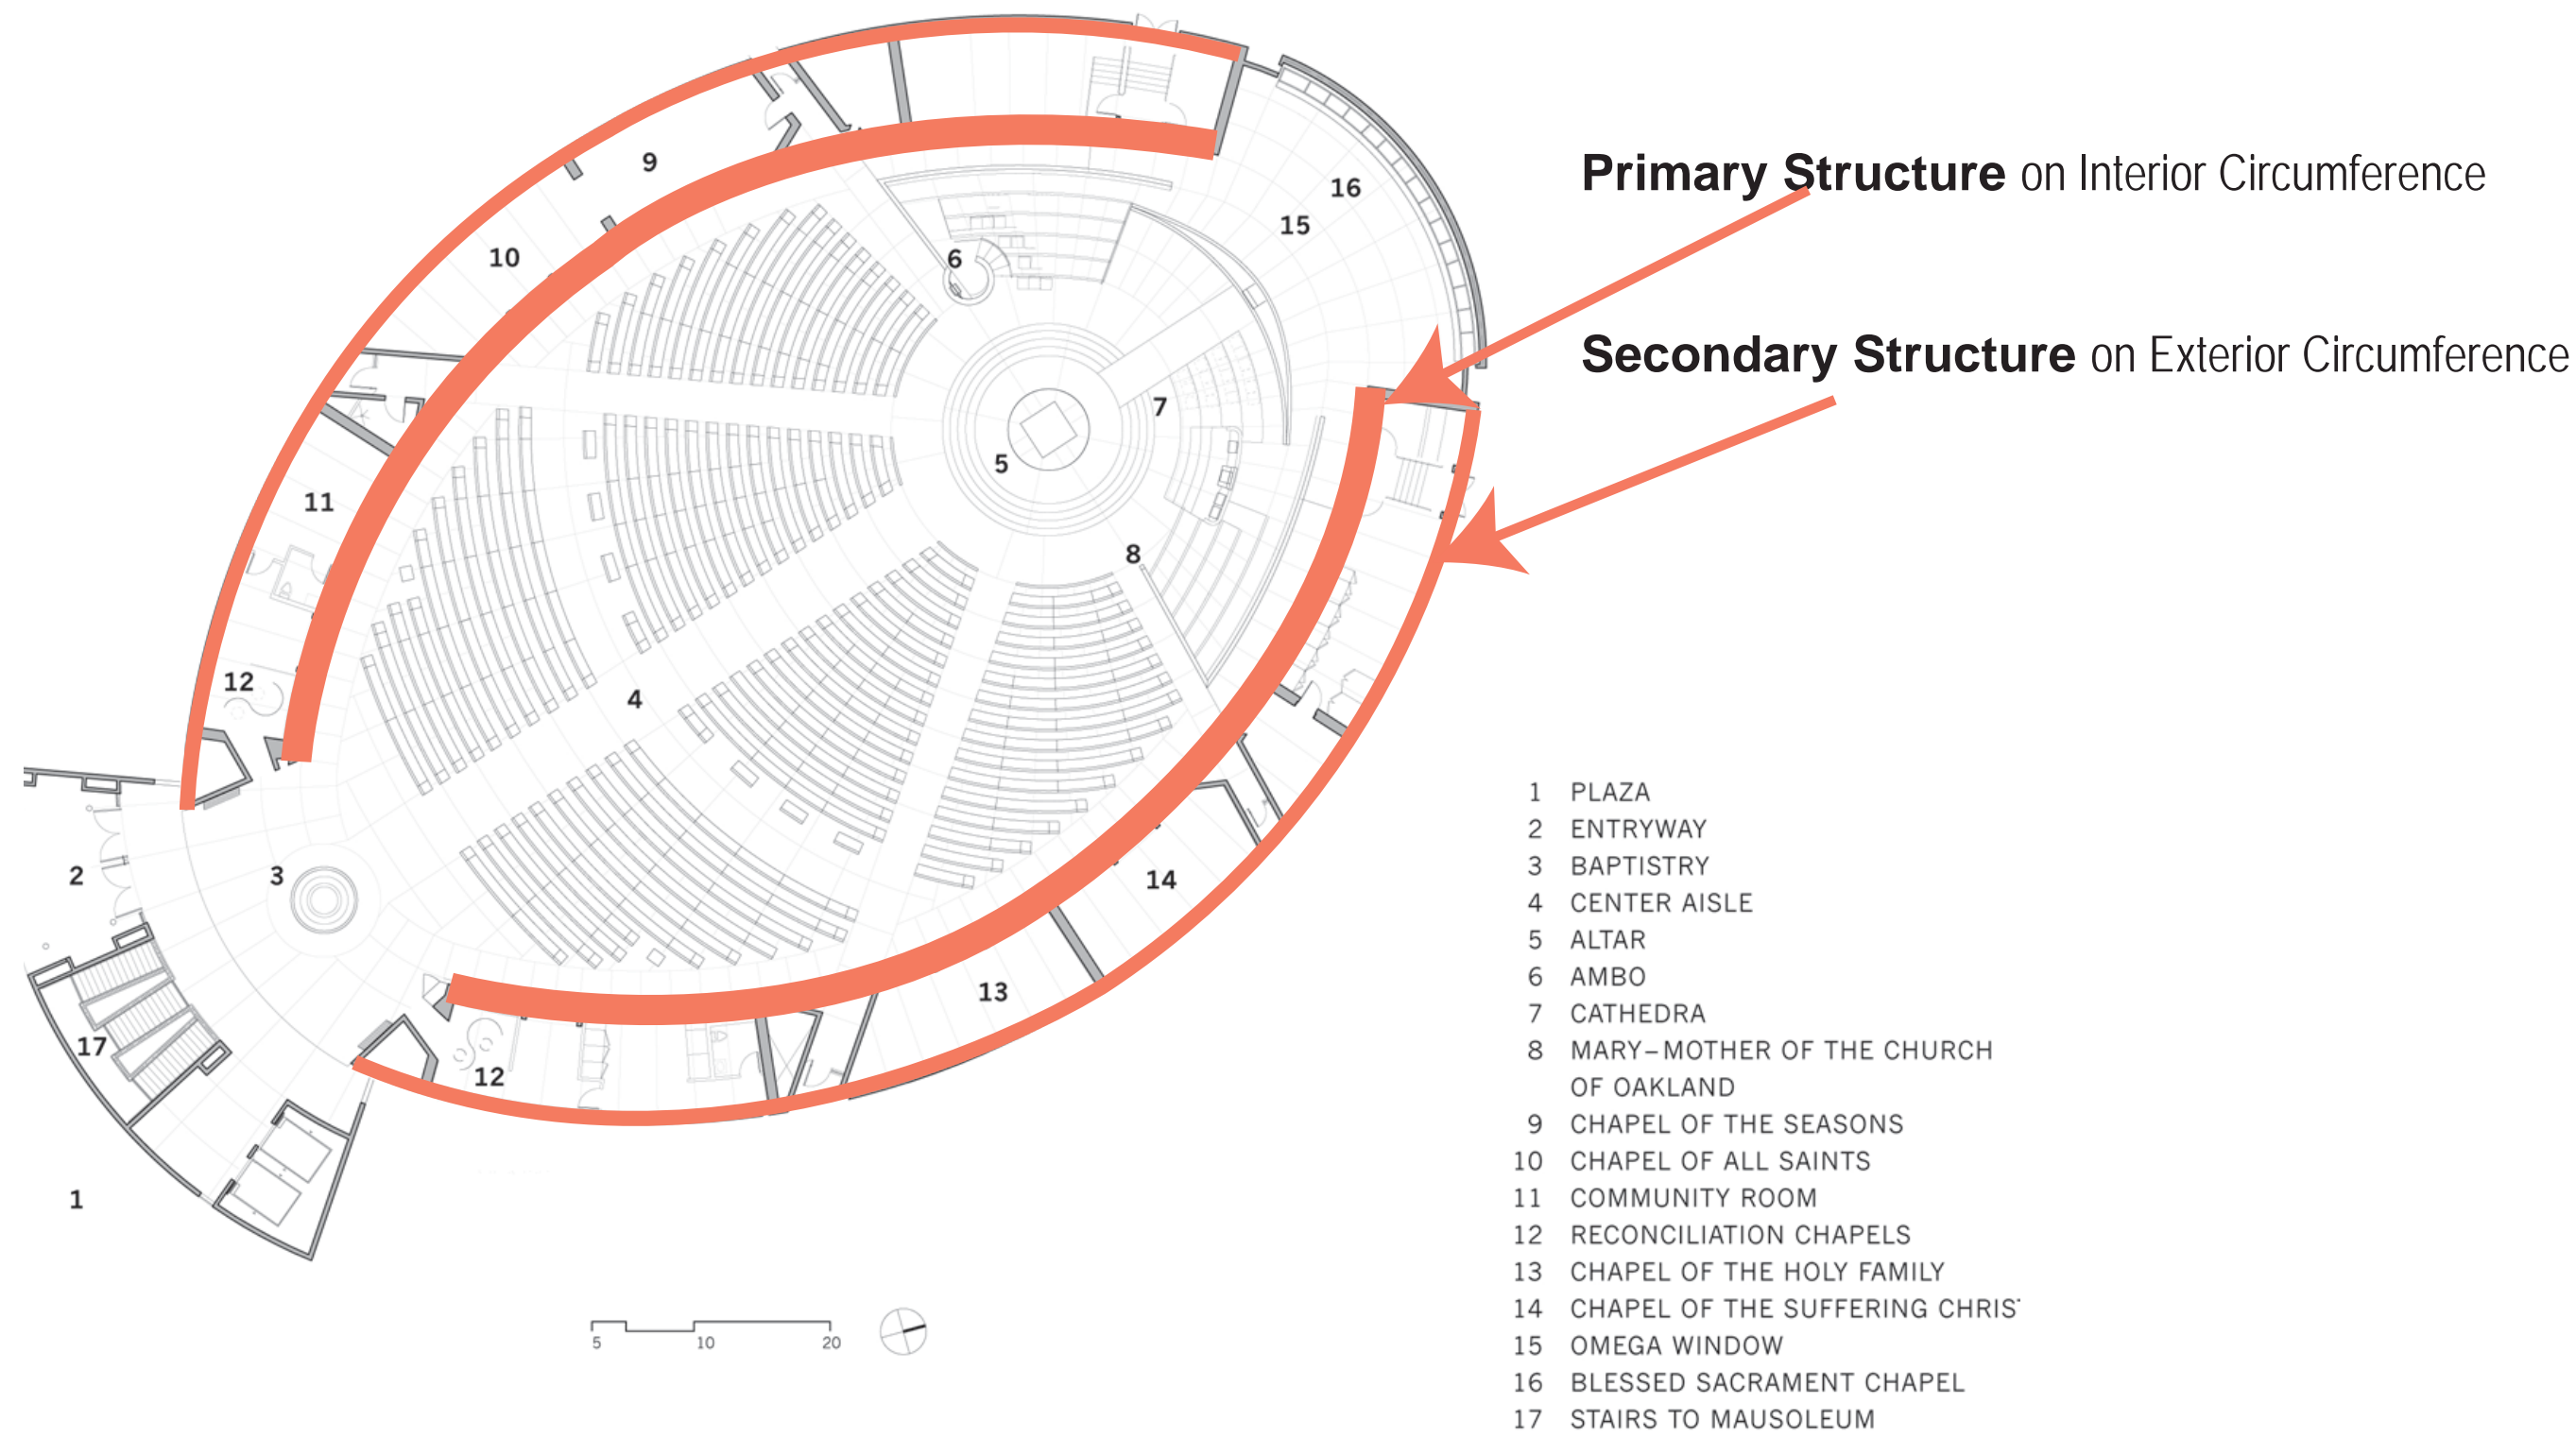 Primary Structure on Interior Circumference
Secondary Structure on Exterior Circumference
9
10
6
16
15
11
7
5
8
12
4
2
3
14
13
17
12
1
5 10 20
1 PLAZA
2 ENTRYWAY
3 BAPTISTRY
4 CENTER AISLE
5 ALTAR
6 AMBO
7 CATHEDRA
8 MARY–MOTHER OF THE CHURCH
OF OAKLAND
9 CHAPEL OF THE SEASONS
10 CHAPEL OF ALL SAINTS
11 COMMUNITY ROOM
12 RECONCILIATION CHAPELS
13 CHAPEL OF THE HOLY FAMILY
14 CHAPEL OF THE SUFFERING CHRIS
15 OMEGA WINDOW
16 BLESSED SACRAMENT CHAPEL
17 STAIRS TO MAUSOLEUM